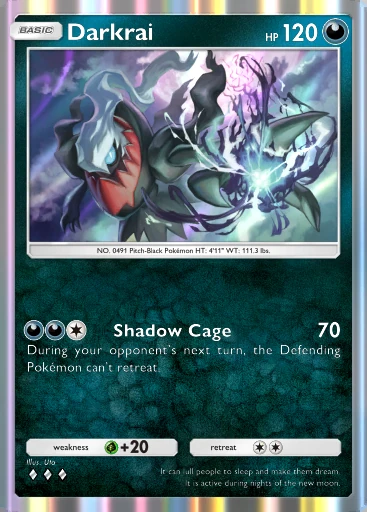 BASIC Darkrai HP 120
NO. 0491 Pitch-Black Pokémon HT: 4'11" WT: 111.3 lbs.
Shadow Cage 70
During your opponent's next turn, the Defending
Pokémon can't retreat.
weakness +20 retreat
Illus. Uta
It can lull people to sleep and make them dream.
It is active during nights of the new moon.